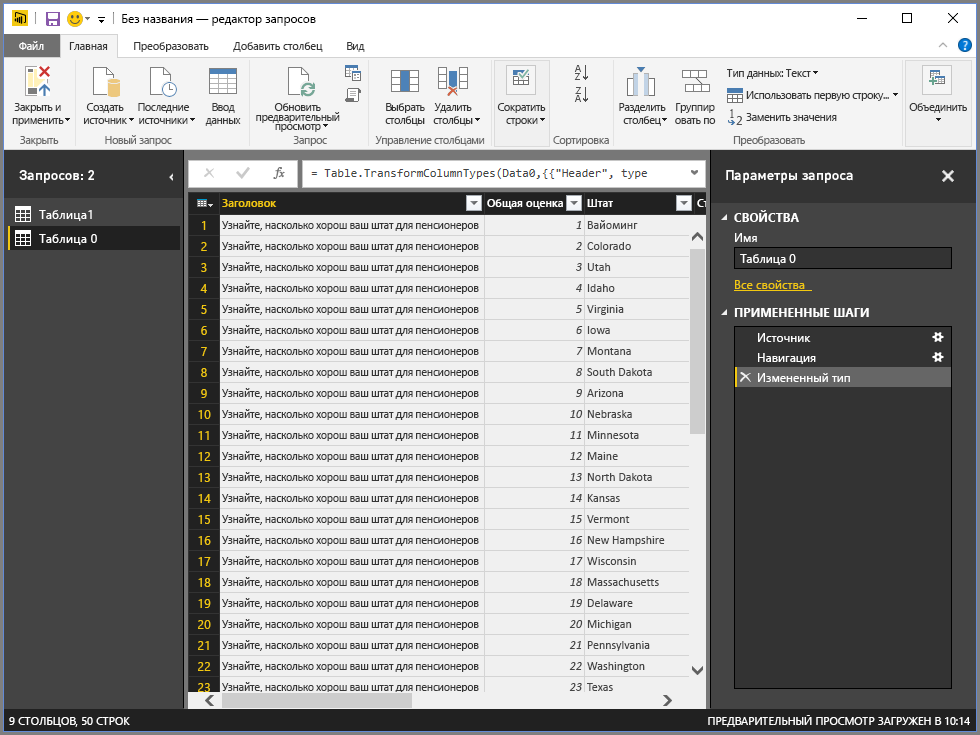 Без названия — редактор запросов
Файл Главная Преобразовать Добавить столбец Вид
Закрыть и применить
Закрыть
Создать источник
Последние источники
Ввод данных
Новый запрос
Обновить предварительный просмотр
Запрос
Выбрать столбцы
Удалить столбцы
Управление столбцами
Сократить строки
Сортировка
Разделить столбец
Группировать по
Тип данных: Текст
Использовать первую строку...
Заменить значения
Преобразовать
Объединить
Запросов: 2
Таблица1
Таблица 0
fx = Table.TransformColumnTypes(Data0,{{"Header", type
Заголовок Общая оценка Штат Ст
1 Узнайте, насколько хорош ваш штат для пенсионеров 1 Вайоминг
2 Узнайте, насколько хорош ваш штат для пенсионеров 2 Colorado
3 Узнайте, насколько хорош ваш штат для пенсионеров 3 Utah
4 Узнайте, насколько хорош ваш штат для пенсионеров 4 Idaho
5 Узнайте, насколько хорош ваш штат для пенсионеров 5 Virginia
6 Узнайте, насколько хорош ваш штат для пенсионеров 6 Iowa
7 Узнайте, насколько хорош ваш штат для пенсионеров 7 Montana
8 Узнайте, насколько хорош ваш штат для пенсионеров 8 South Dakota
9 Узнайте, насколько хорош ваш штат для пенсионеров 9 Arizona
10 Узнайте, насколько хорош ваш штат для пенсионеров 10 Nebraska
11 Узнайте, насколько хорош ваш штат для пенсионеров 11 Minnesota
12 Узнайте, насколько хорош ваш штат для пенсионеров 12 Maine
13 Узнайте, насколько хорош ваш штат для пенсионеров 13 North Dakota
14 Узнайте, насколько хорош ваш штат для пенсионеров 14 Kansas
15 Узнайте, насколько хорош ваш штат для пенсионеров 15 Vermont
16 Узнайте, насколько хорош ваш штат для пенсионеров 16 New Hampshire
17 Узнайте, насколько хорош ваш штат для пенсионеров 17 Wisconsin
18 Узнайте, насколько хорош ваш штат для пенсионеров 18 Massachusetts
19 Узнайте, насколько хорош ваш штат для пенсионеров 19 Delaware
20 Узнайте, насколько хорош ваш штат для пенсионеров 20 Michigan
21 Узнайте, насколько хорош ваш штат для пенсионеров 21 Pennsylvania
22 Узнайте, насколько хорош ваш штат для пенсионеров 22 Washington
23 Узнайте, насколько хорош ваш штат для пенсионеров 23 Texas
Параметры запроса
СВОЙСТВА
Имя
Таблица 0
Все свойства
ПРИМЕНЕННЫЕ ШАГИ
Источник
Навигация
Измененный тип
9 СТОЛБЦОВ, 50 СТРОК
ПРЕДВАРИТЕЛЬНЫЙ ПРОСМОТР ЗАГРУЖЕН В 10:14